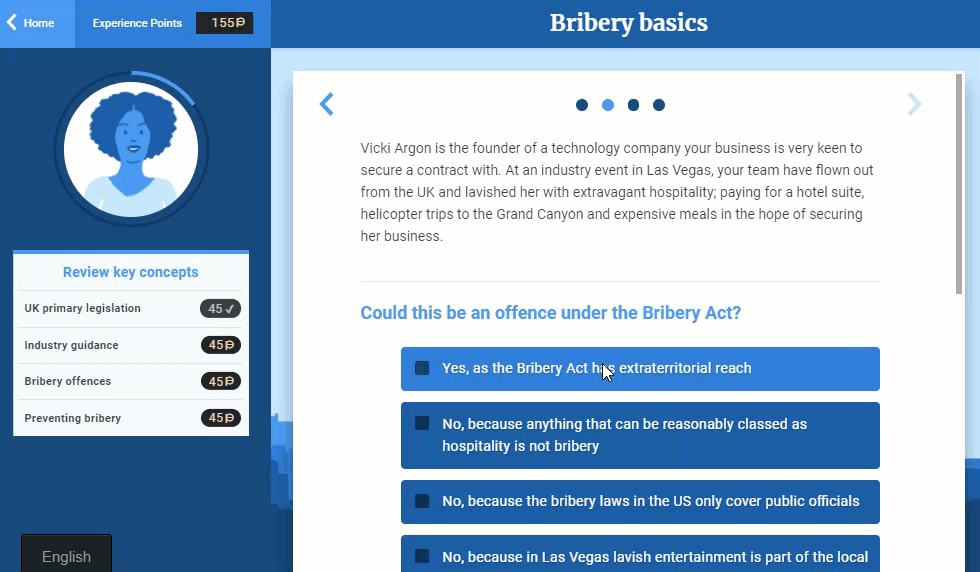 Home
Experience Points
155
Bribery basics
Vicki Argon is the founder of a technology company your business is very keen to
secure a contract with. At an industry event in Las Vegas, your team have flown out
from the UK and lavished her with extravagant hospitality; paying for a hotel suite,
helicopter trips to the Grand Canyon and expensive meals in the hope of securing
her business.
Review key concepts
UK primary legislation 45 ✓
Industry guidance 45
Bribery offences 45
Preventing bribery 45
Could this be an offence under the Bribery Act?
Yes, as the Bribery Act has extraterritorial reach
No, because anything that can be reasonably classed as
hospitality is not bribery
No, because the bribery laws in the US only cover public officials
No, because in Las Vegas lavish entertainment is part of the local
English